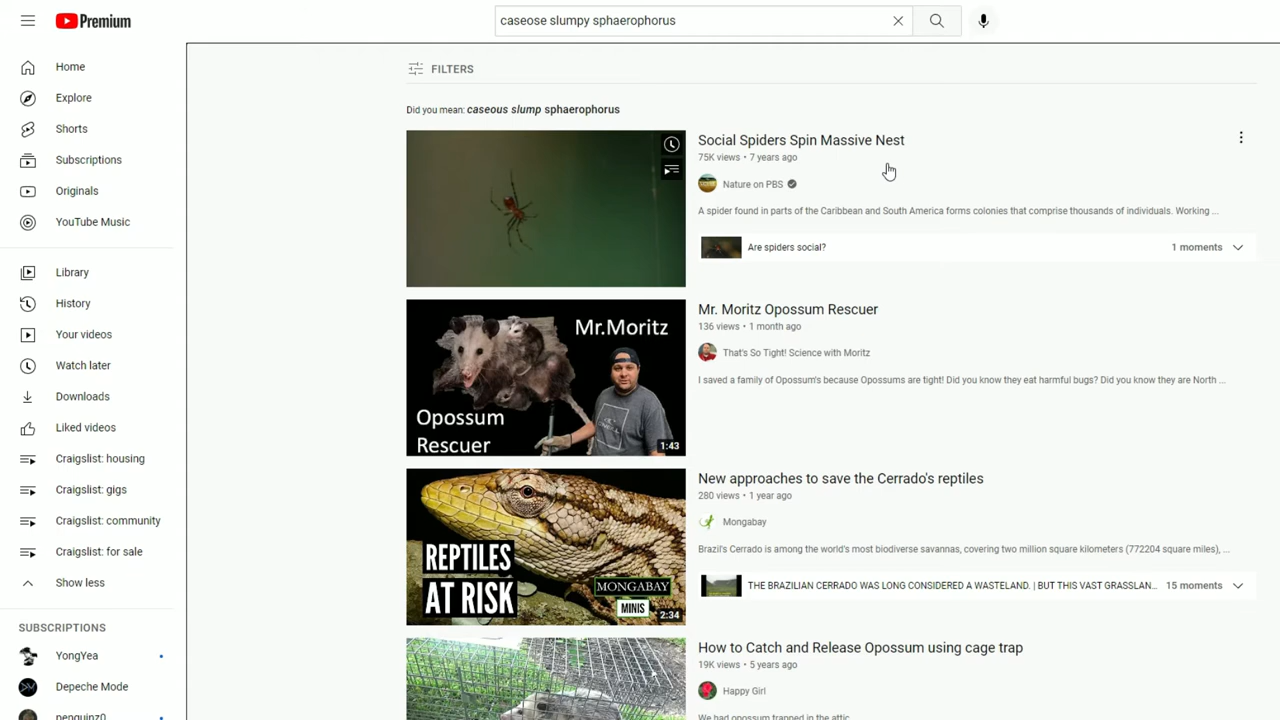 Premium
caseose slumpy sphaerophorus
Home
Explore
Shorts
Subscriptions
Originals
YouTube Music
Library
History
Your videos
Watch later
Downloads
Liked videos
Craigslist: housing
Craigslist: gigs
Craigslist: community
Craigslist: for sale
Show less
SUBSCRIPTIONS
YongYea
Depeche Mode
penguinz0
FILTERS
Did you mean: caseous slump sphaerophorus
Social Spiders Spin Massive Nest
75K views • 7 years ago
Nature on PBS
A spider found in parts of the Caribbean and South America forms colonies that comprise thousands of individuals. Working ...
Are spiders social?
1 moments
Mr.Moritz
Opossum
Rescuer
1:43
Mr. Moritz Opossum Rescuer
136 views • 1 month ago
That's So Tight! Science with Moritz
I saved a family of Opossum's because Opossums are tight! Did you know they eat harmful bugs? Did you know they are North ...
REPTILES
AT RISK
MONGABAY
MINIS
2:34
New approaches to save the Cerrado's reptiles
280 views • 1 year ago
Mongabay
Brazil's Cerrado is among the world's most biodiverse savannas, covering two million square kilometers (772204 square miles), ...
THE BRAZILIAN CERRADO WAS LONG CONSIDERED A WASTELAND. | BUT THIS VAST GRASSLAN...
15 moments
How to Catch and Release Opossum using cage trap
19K views • 5 years ago
Happy Girl
We had opossum trapped in the attic.